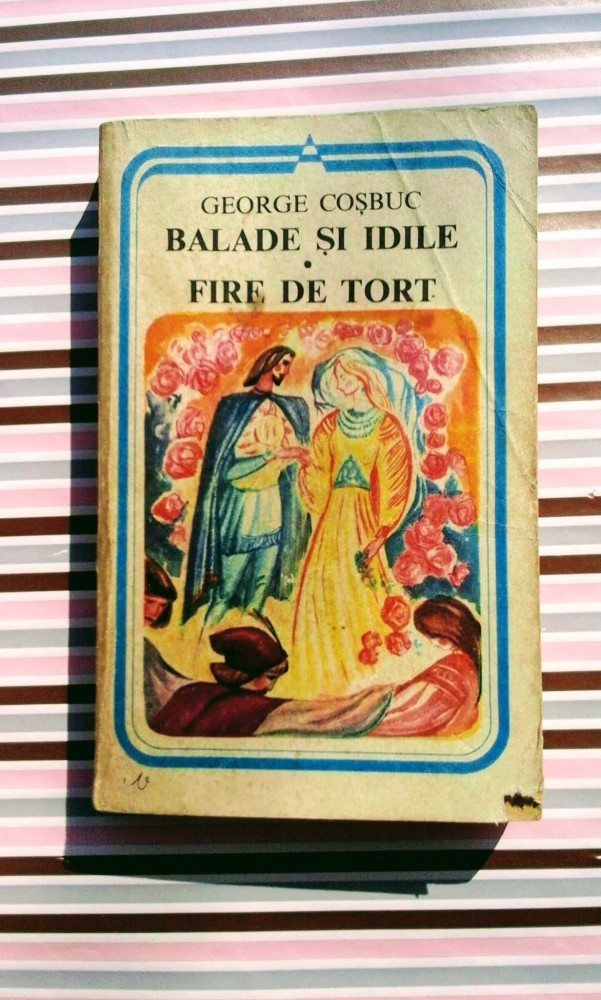 GEORGE COȘBUC
BALADE ȘI IDILE
•
FIRE DE TORT